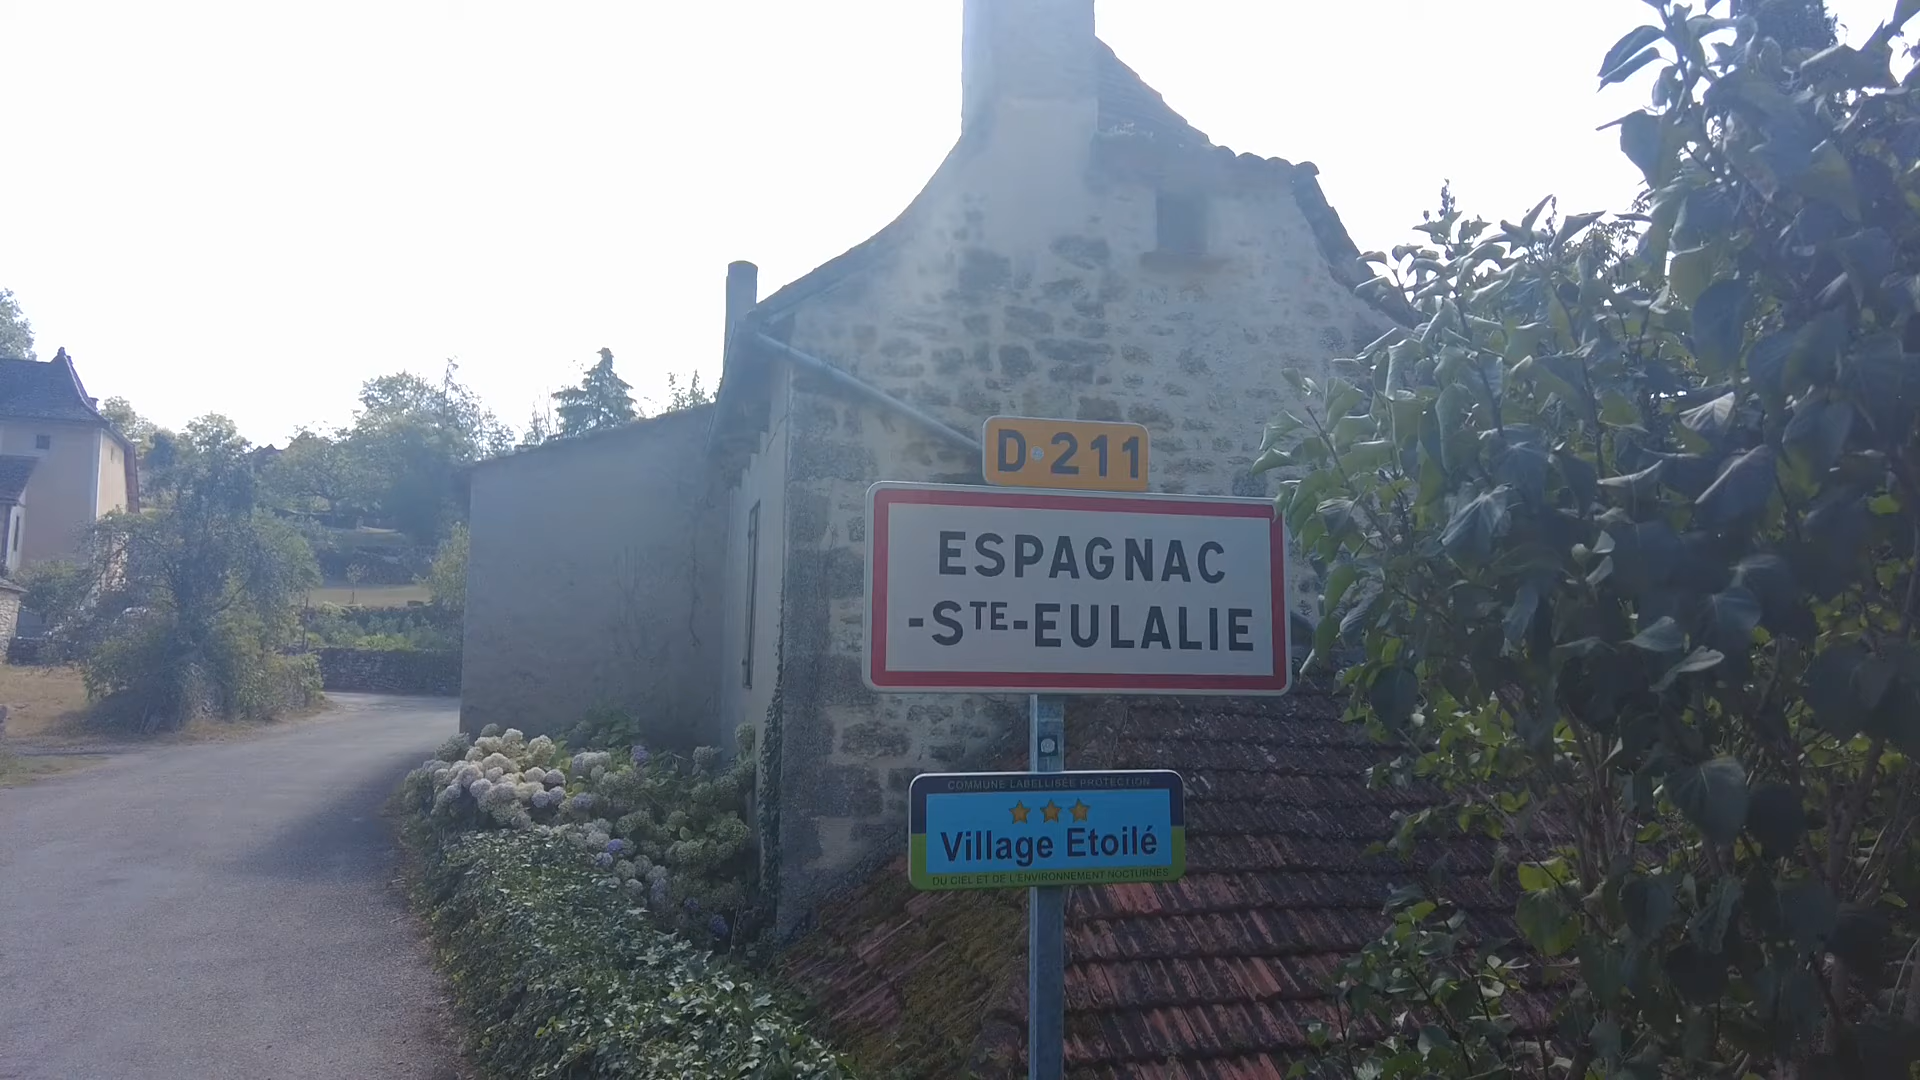 D 211
ESPAGNAC
-STE-EULALIE
COMMUNE LABELLISÉE PROTECTION
Village Etoilé
DU CIEL ET DE L'ENVIRONNEMENT NOCTURNES